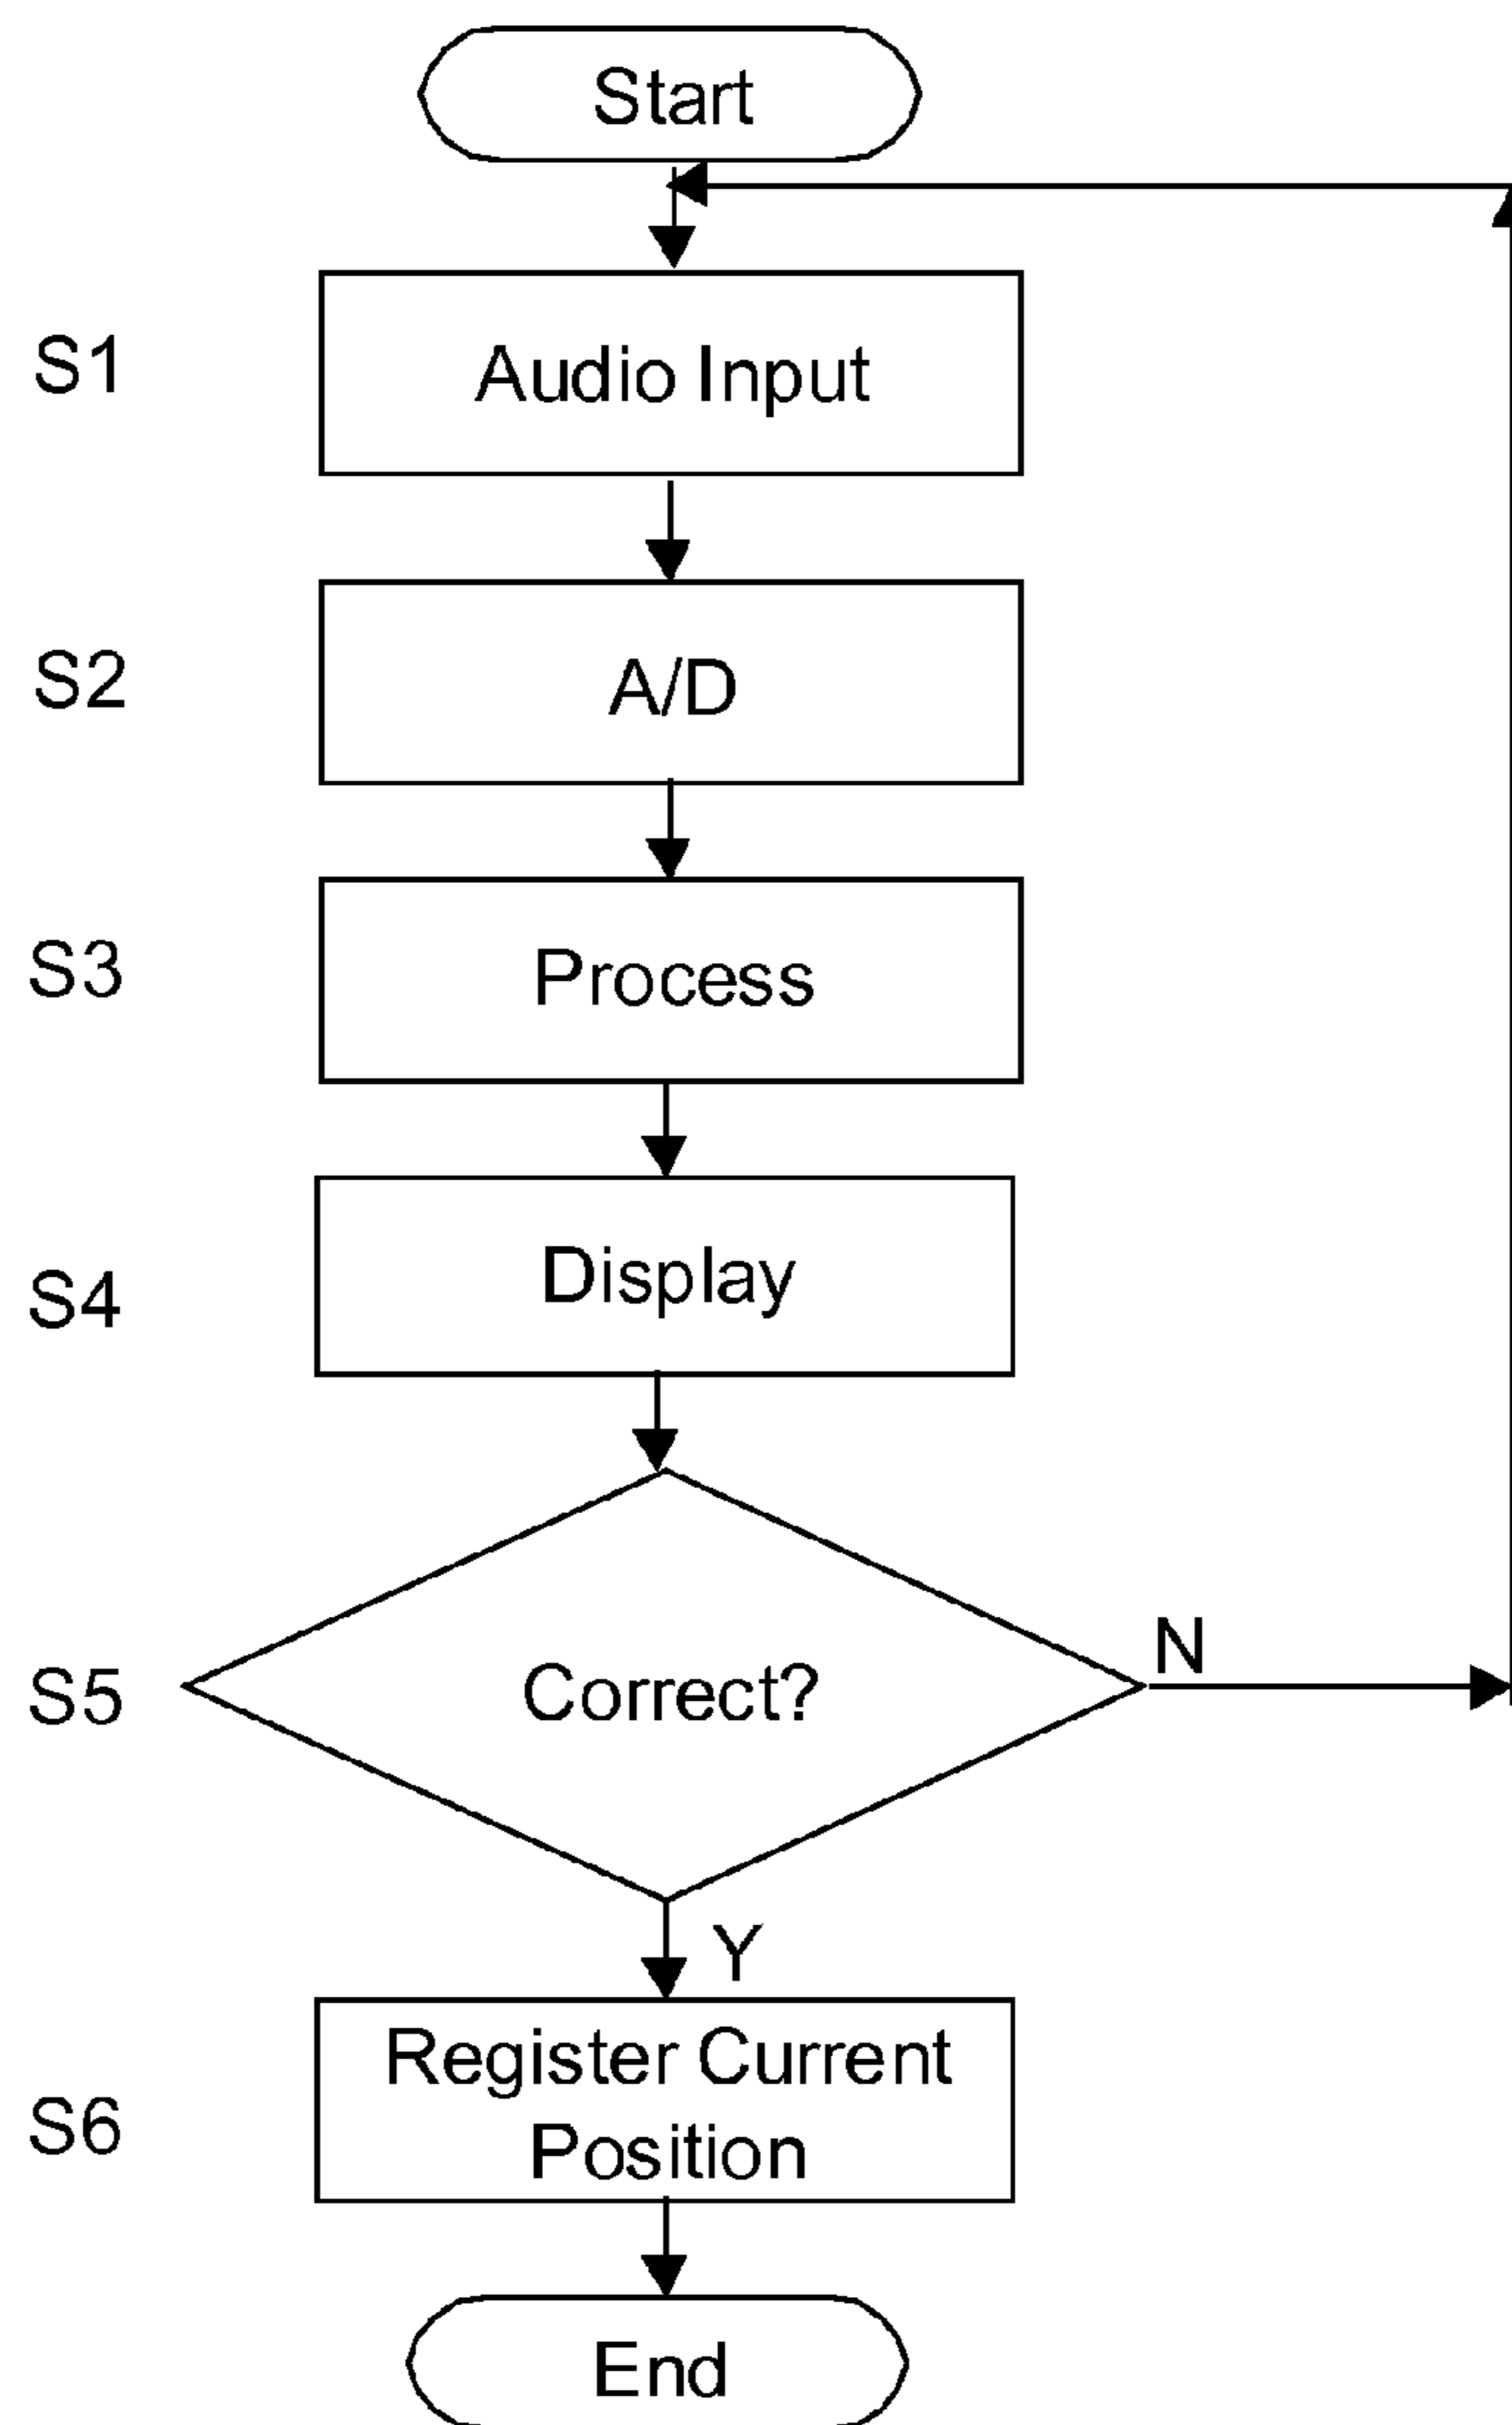 Start
S1
Audio Input
S2
A/D
S3
Process
S4
Display
S5
Correct?
N
Y
S6
Register Current
Position
End